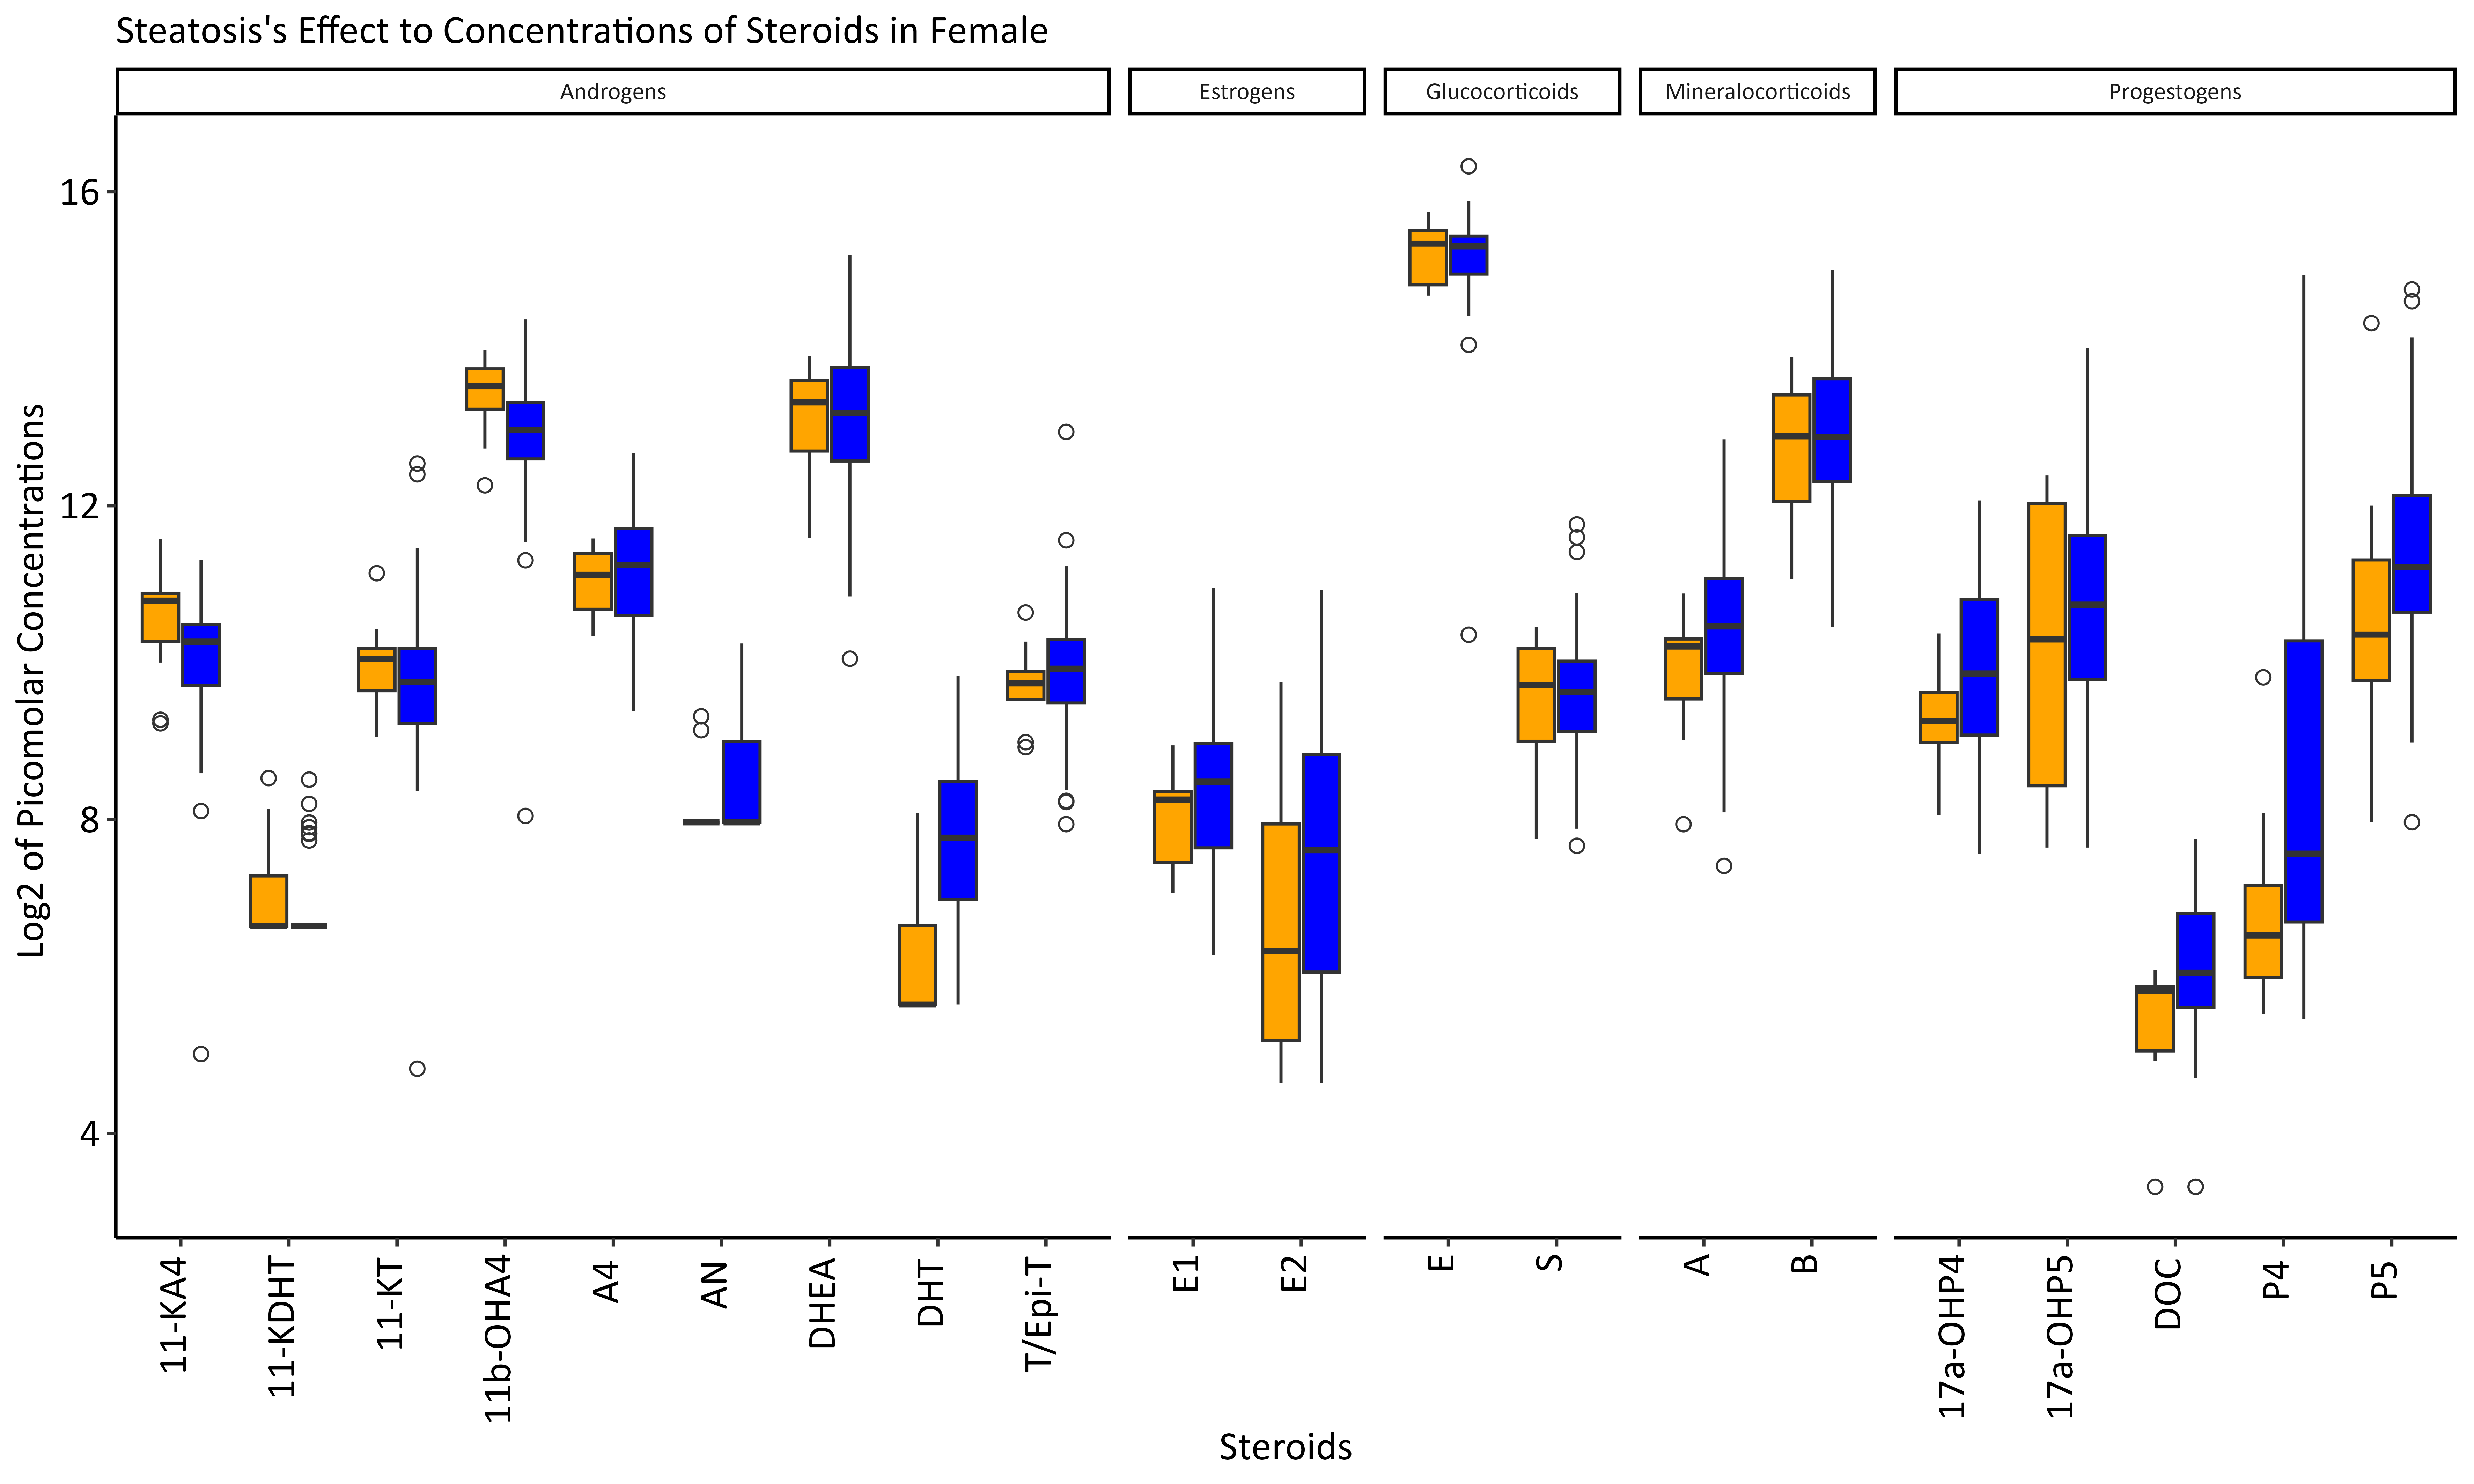 Steatosis's Effect to Concentrations of Steroids in Female
Androgens
Estrogens
Glucocorticoids
Mineralocorticoids
Progestogens
Log2 of Picomolar Concentrations
16
12
8
4
11-KA4
11-KDHT
11-KT
11b-OHA4
A4
AN
DHEA
DHT
T/Epi-T
E1
E2
E
S
A
B
17a-OHP4
17a-OHP5
DOC
P4
P5
Steroids